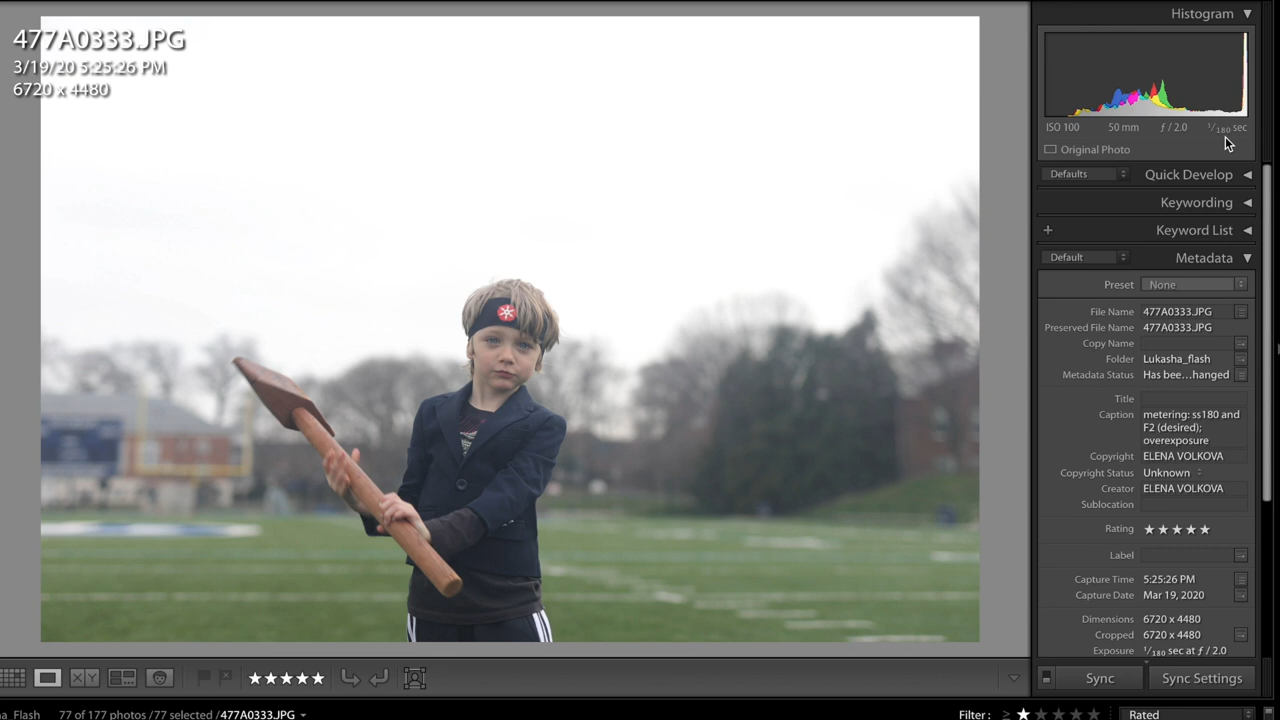 477A0333.JPG
3/19/20 5:25:26 PM
6720 x 4480
Histogram
ISO 100 50 mm ƒ / 2.0 1/180 sec
Original Photo
Defaults Quick Develop
Keywording
+ Keyword List
Default Metadata
Preset None
File Name 477A0333.JPG
Preserved File Name 477A0333.JPG
Copy Name
Folder Lukasha_flash
Metadata Status Has bee…hanged
Title
Caption metering: ss180 and
F2 (desired);
overexposure
Copyright ELENA VOLKOVA
Copyright Status Unknown
Creator ELENA VOLKOVA
Sublocation
Rating ★ ★ ★ ★ ★
Label
Capture Time 5:25:26 PM
Capture Date Mar 19, 2020
Dimensions 6720 x 4480
Cropped 6720 x 4480
Exposure 1/180 sec at ƒ / 2.0
X Y ★★★★★ Sync Sync Settings
na_Flash 77 of 177 photos /77 selected /477A0333.JPG Filter : ≥ ★★★★★ Rated